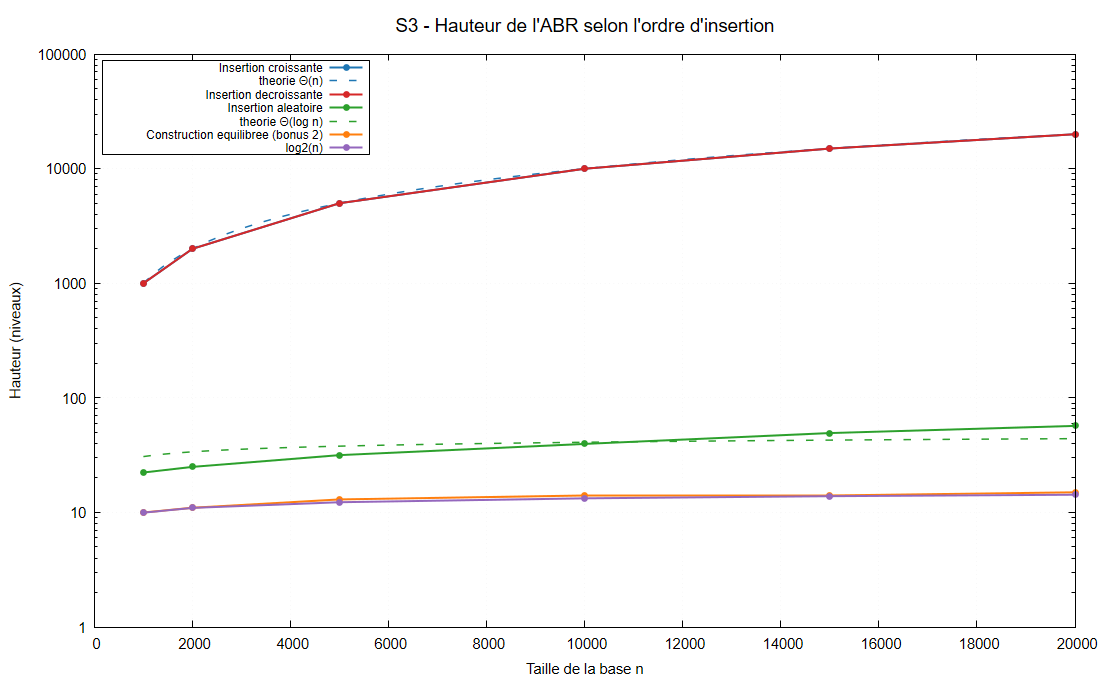 S3 - Hauteur de l'ABR selon l'ordre d'insertion
100000
10000
1000
100
10
1
Hauteur (niveaux)
Insertion croissante
theorie Θ(n)
Insertion decroissante
Insertion aleatoire
theorie Θ(log n)
Construction equilibree (bonus 2)
log2(n)
0 2000 4000 6000 8000 10000 12000 14000 16000 18000 20000
Taille de la base n